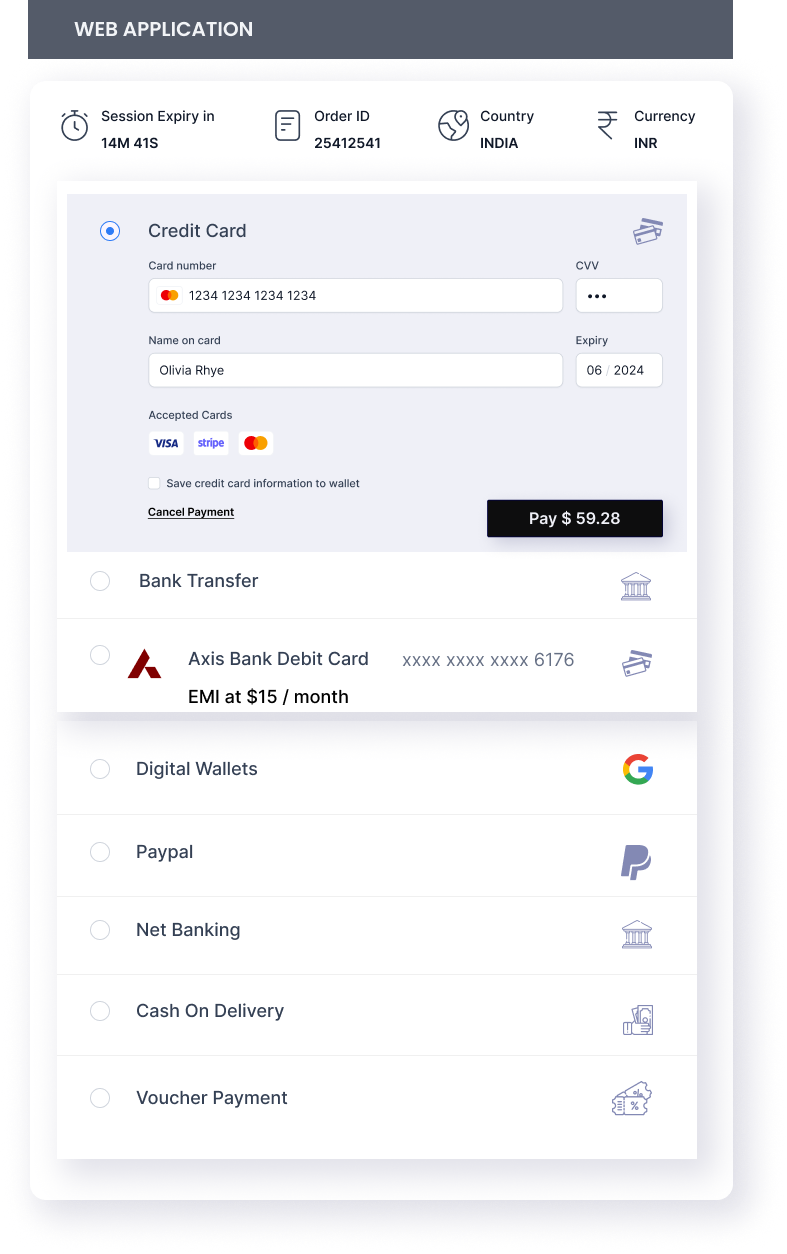 WEB APPLICATION
Session Expiry in
14M 41S
Order ID
25412541
Country
INDIA
Currency
INR
Credit Card
Card number
CVV
1234 1234 1234 1234
•••
Name on card
Expiry
Olivia Rhye
06 / 2024
Accepted Cards
VISA stripe
Save credit card information to wallet
Cancel Payment
Pay $ 59.28
Bank Transfer
Axis Bank Debit Card xxxx xxxx xxxx 6176
EMI at $15 / month
Digital Wallets
Paypal
Net Banking
Cash On Delivery
Voucher Payment